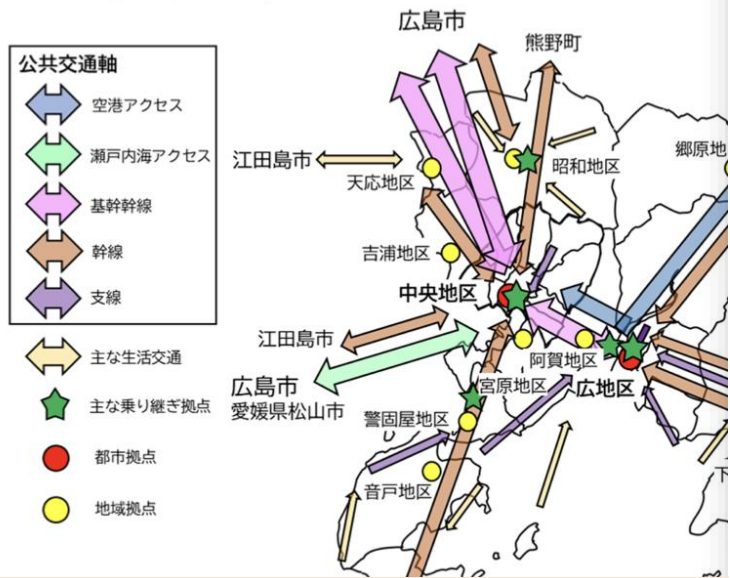 広島市
熊野町
公共交通軸
空港アクセス
瀬戸内海アクセス
基幹幹線
幹線
支線
主な生活交通
主な乗り継ぎ拠点
都市拠点
地域拠点
江田島市
天応地区
昭和地区
郷原地
吉浦地区
中央地区
江田島市
広島市
愛媛県松山市
阿賀地区
広地区
宮原地区
警固屋地区
音戸地区
下